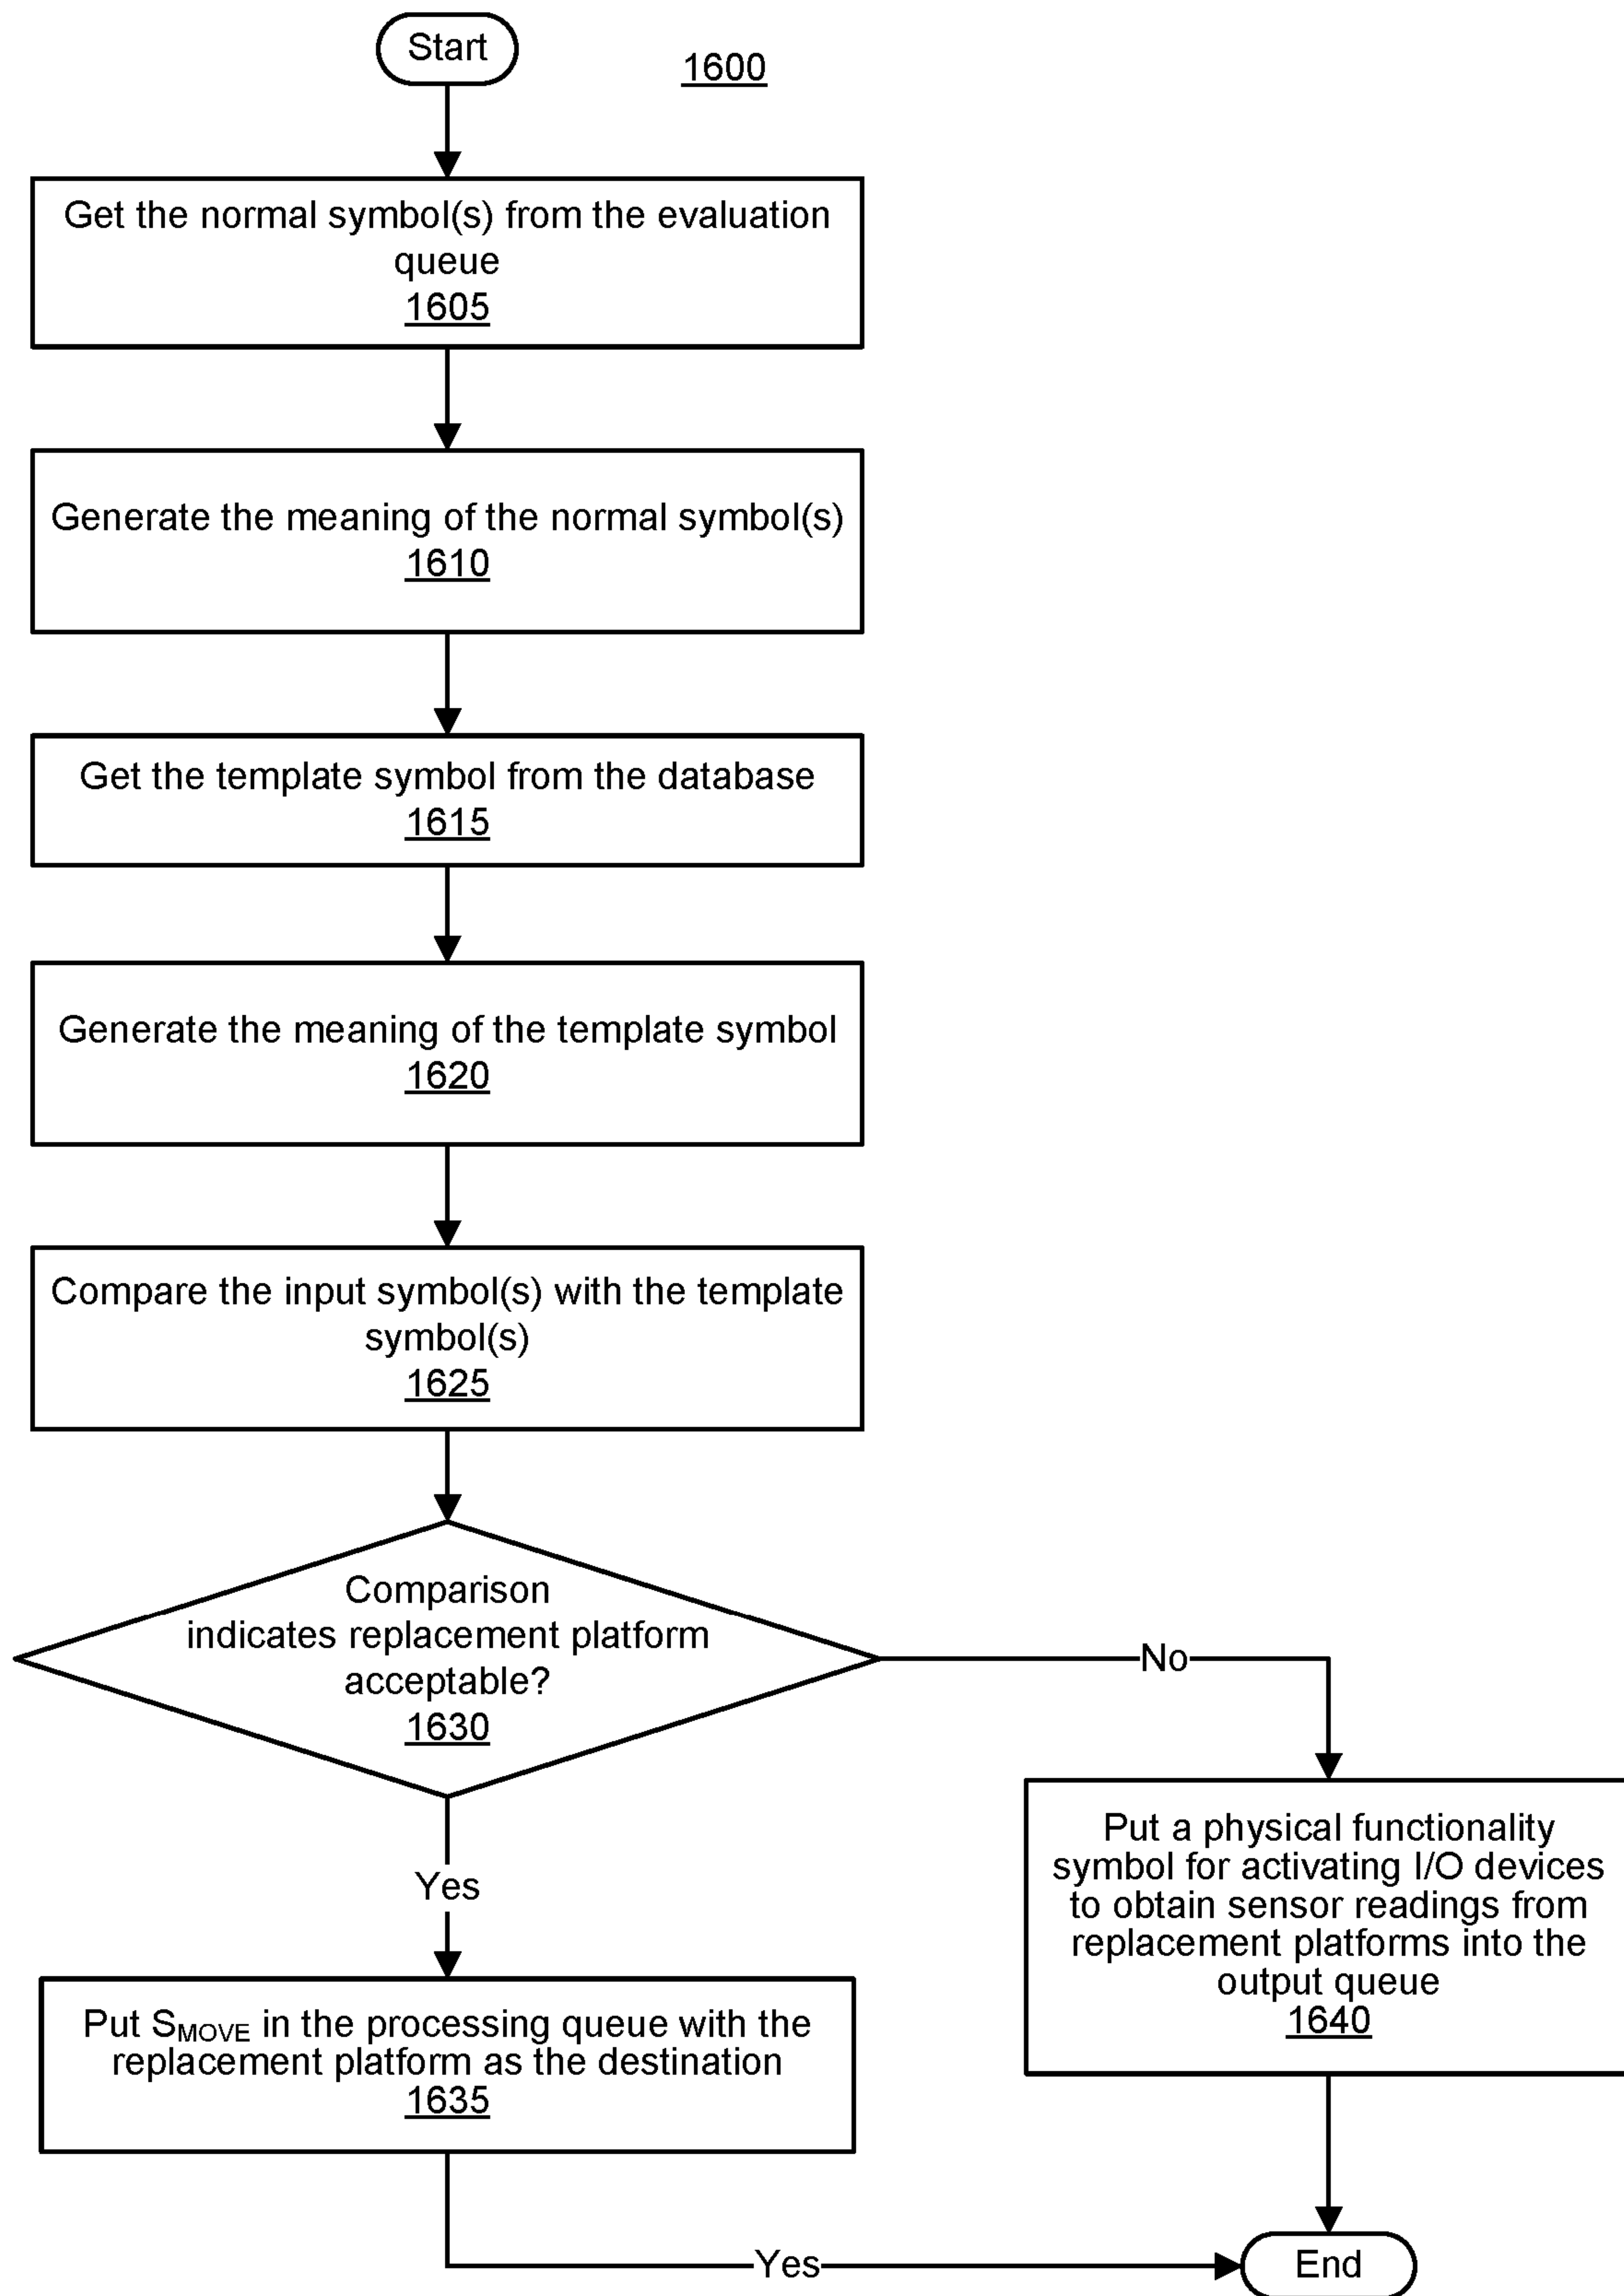 Start
1600
Get the normal symbol(s) from the evaluation
queue
1605
Generate the meaning of the normal symbol(s)
1610
Get the template symbol from the database
1615
Generate the meaning of the template symbol
1620
Compare the input symbol(s) with the template
symbol(s)
1625
Comparison
indicates replacement platform
acceptable?
1630
No
Yes
Put a physical functionality
symbol for activating I/O devices
to obtain sensor readings from
replacement platforms into the
output queue
1640
Put SMOVE in the processing queue with the
replacement platform as the destination
1635
Yes
End